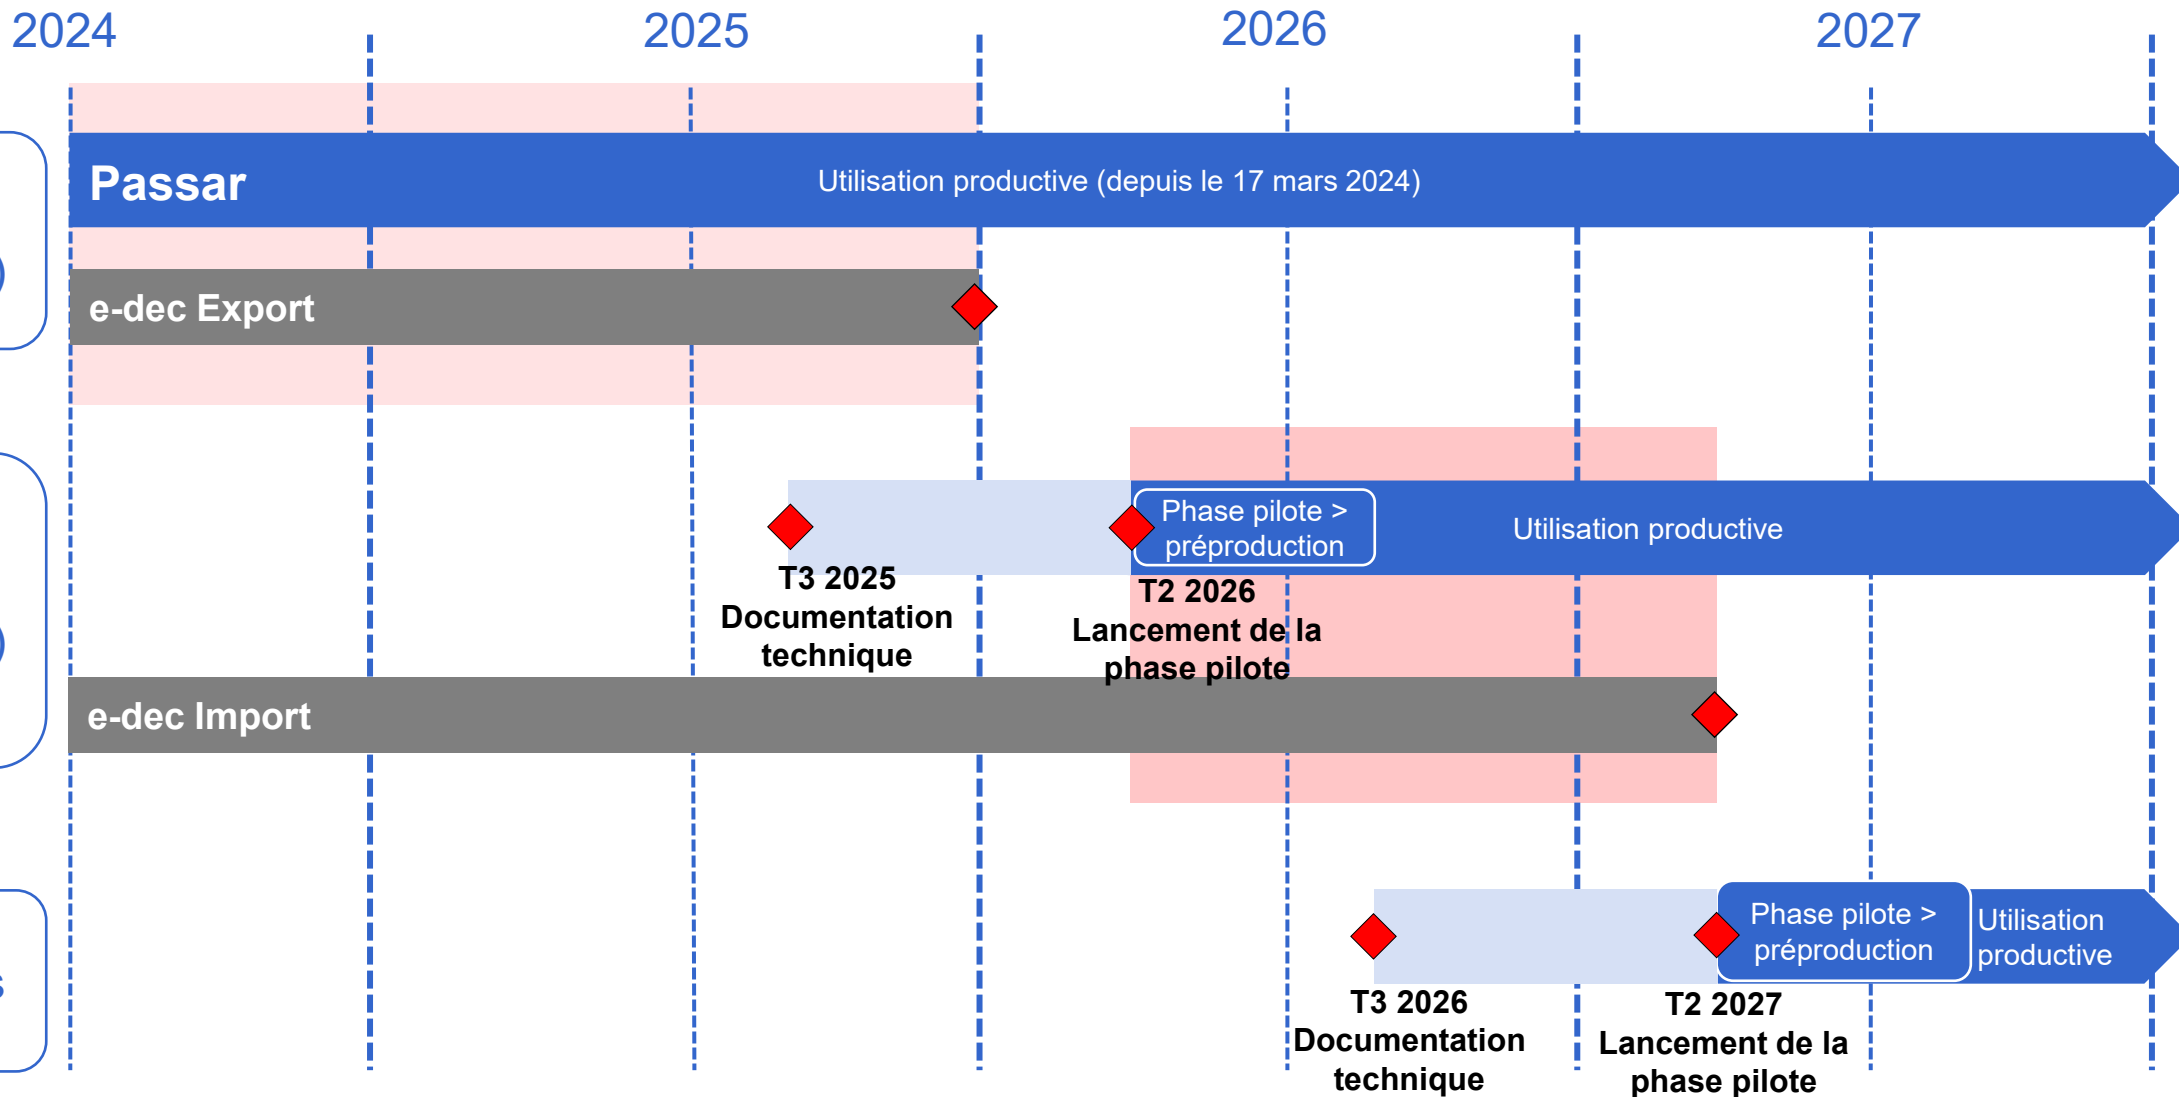 2024
2025
2026
2027
Passar
Utilisation productive (depuis le 17 mars 2024)
e-dec Export
Phase pilote >
préproduction
Utilisation productive
T3 2025
Documentation
technique
T2 2026
Lancement de la
phase pilote
e-dec Import
Phase pilote >
préproduction
Utilisation
productive
T3 2026
Documentation
technique
T2 2027
Lancement de la
phase pilote